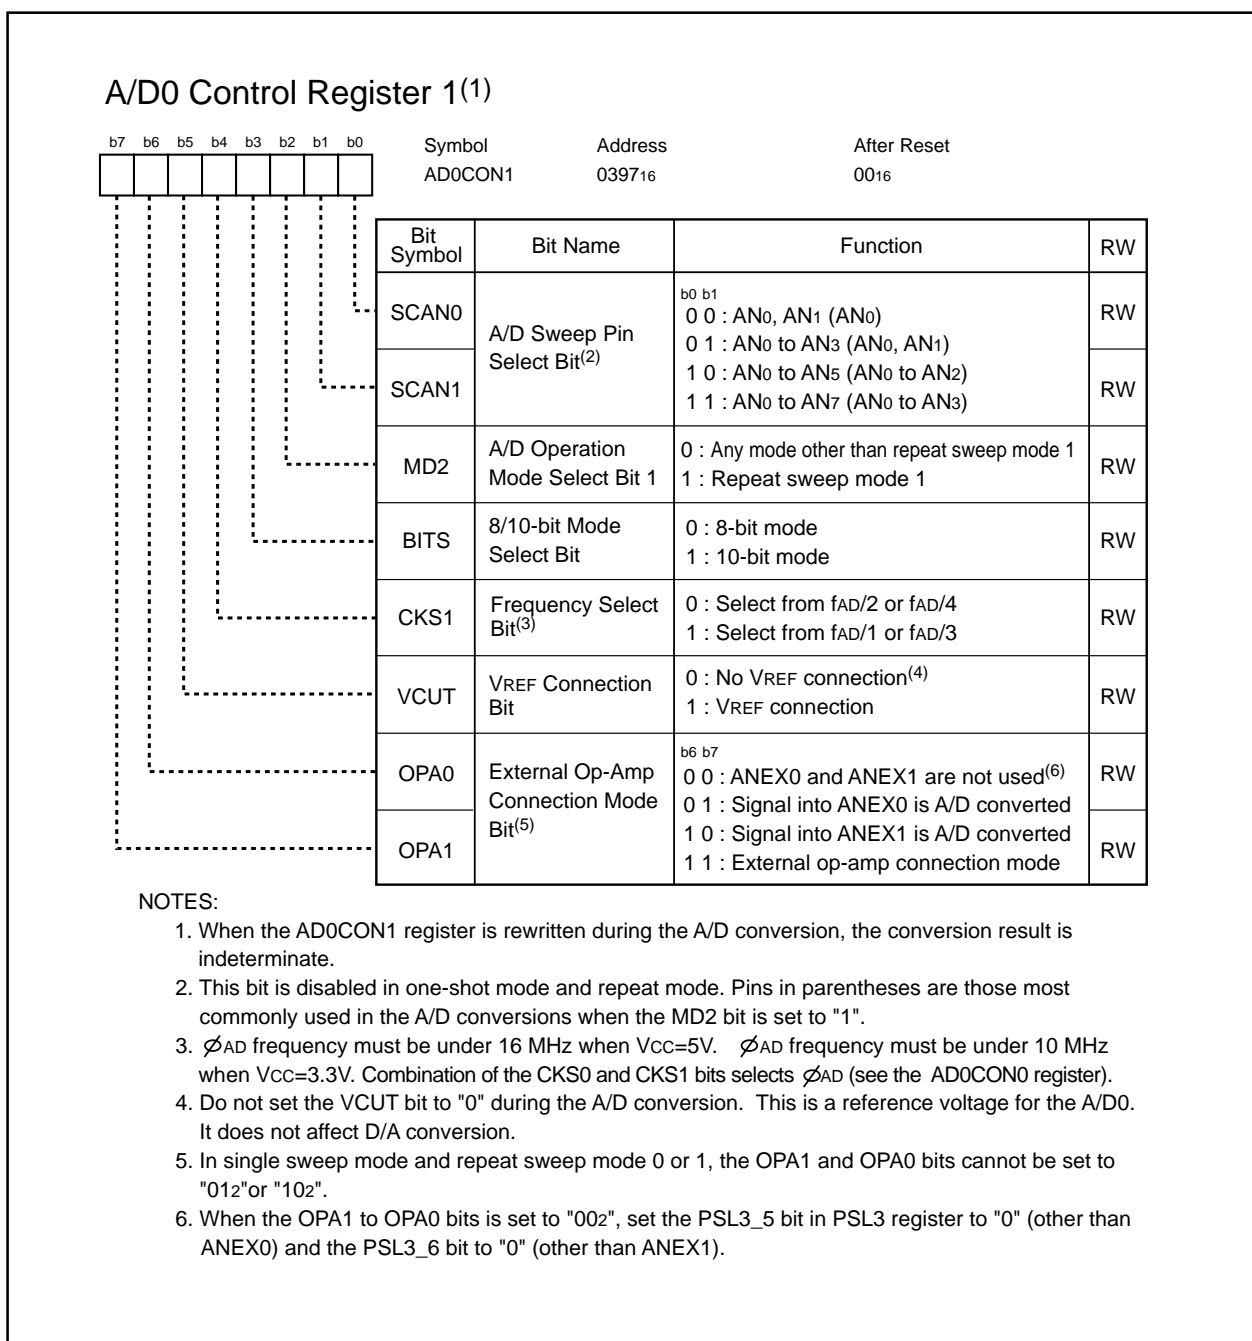 A/D0 Control Register 1(1)
b7 b6 b5 b4 b3 b2 b1 b0
Symbol Address After Reset
AD0CON1 039716 0016
Bit Symbol Bit Name Function RW
SCAN0
SCAN1
A/D Sweep Pin
Select Bit(2)
b0 b1
0 0 : AN0, AN1 (AN0)
0 1 : AN0 to AN3 (AN0, AN1)
1 0 : AN0 to AN5 (AN0 to AN2)
1 1 : AN0 to AN7 (AN0 to AN3)
RW
RW
MD2
A/D Operation
Mode Select Bit 1
0 : Any mode other than repeat sweep mode 1
1 : Repeat sweep mode 1
RW
BITS
8/10-bit Mode
Select Bit
0 : 8-bit mode
1 : 10-bit mode
RW
CKS1
Frequency Select
Bit(3)
0 : Select from fAD/2 or fAD/4
1 : Select from fAD/1 or fAD/3
RW
VCUT
VREF Connection
Bit
0 : No VREF connection(4)
1 : VREF connection
RW
OPA0
OPA1
External Op-Amp
Connection Mode
Bit(5)
b6 b7
0 0 : ANEX0 and ANEX1 are not used(6)
0 1 : Signal into ANEX0 is A/D converted
1 0 : Signal into ANEX1 is A/D converted
1 1 : External op-amp connection mode
RW
RW
NOTES:
1. When the AD0CON1 register is rewritten during the A/D conversion, the conversion result is
indeterminate.
2. This bit is disabled in one-shot mode and repeat mode. Pins in parentheses are those most
commonly used in the A/D conversions when the MD2 bit is set to "1".
3. ØAD frequency must be under 16 MHz when VCC=5V. ØAD frequency must be under 10 MHz
when VCC=3.3V. Combination of the CKS0 and CKS1 bits selects ØAD (see the AD0CON0 register).
4. Do not set the VCUT bit to "0" during the A/D conversion. This is a reference voltage for the A/D0.
It does not affect D/A conversion.
5. In single sweep mode and repeat sweep mode 0 or 1, the OPA1 and OPA0 bits cannot be set to
"012"or "102".
6. When the OPA1 to OPA0 bits is set to "002", set the PSL3_5 bit in PSL3 register to "0" (other than
ANEX0) and the PSL3_6 bit to "0" (other than ANEX1).